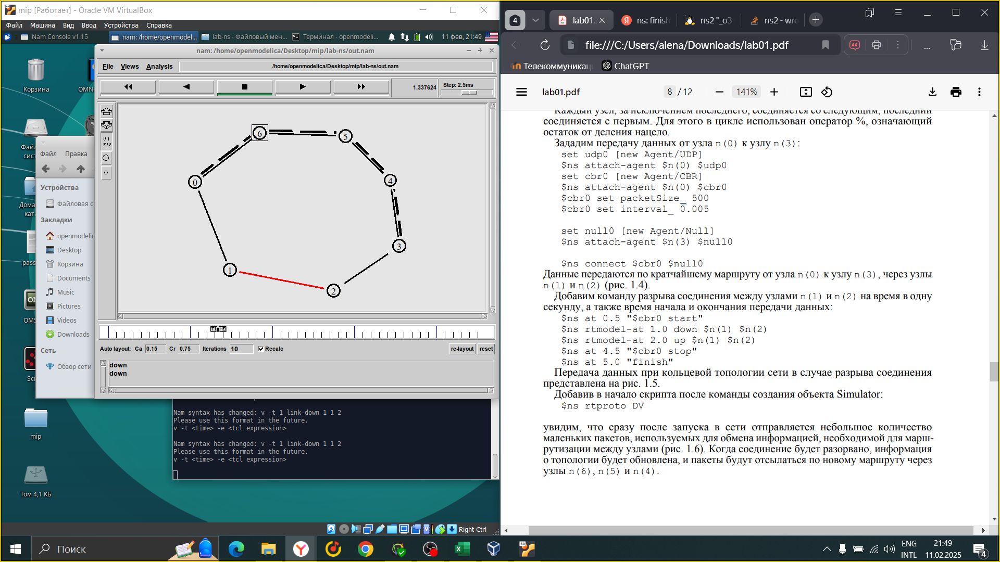 mip [Работает] - Oracle VM VirtualBox
Файл Машина Вид Ввод Устройства Справка
Nam Console v1.15
nam: /home/openmodel...
lab-ns - Файловый мен...
Терминал - openmodeli...
11 фев, 21:49
Корзина
nam: /home/openmodelica/Desktop/mip/lab-ns/out.nam
File Views Analysis
/home/openmodelica/Desktop/mip/lab-ns/out.nam
1.337624
Step: 2.5ms
VI
EW
6
5
0
4
3
1
2
TIME
Auto layout: Ca 0.15 Cr 0.75 Iterations 10 Recalc
re-layout reset
down
down
Файл Правка
Устройства
Файловая с
Закладки
openmodelic
Desktop
Корзина
Documents
Music
Pictures
Videos
Downloads
Сеть
Обзор сети
Nam syntax has changed: v -t 1 link-down 1 1 2
Please use this format in the future.
v -t <time> -e <tcl expression>
Nam syntax has changed: v -t 1 link-down 1 1 2
Please use this format in the future.
v -t <time> -e <tcl expression>
mip
Том 4,1 КБ
Right Ctrl
4
lab01.
ns: finish
ns2 "_o3
ns2 - wro
file:///C:/Users/alena/Downloads/lab01.pdf
Телекоммуникац
ChatGPT
lab01.pdf
8 / 12
141%
Каждый узел, за исключением последнего, соединяется со следующим, последний
соединяется с первым. Для этого в цикле использован оператор %, означающий
остаток от деления нацело.
Зададим передачу данных от узла n(0) к узлу n(3):
set udp0 [new Agent/UDP]
$ns attach-agent $n(0) $udp0
set cbr0 [new Agent/CBR]
$ns attach-agent $n(0) $cbr0
$cbr0 set packetSize_ 500
$cbr0 set interval_ 0.005
set null0 [new Agent/Null]
$ns attach-agent $n(3) $null0
$ns connect $cbr0 $null0
Данные передаются по кратчайшему маршруту от узла n(0) к узлу n(3), через узлы
n(1) и n(2) (рис. 1.4).
Добавим команду разрыва соединения между узлами n(1) и n(2) на время в одну
секунду, а также время начала и окончания передачи данных:
$ns at 0.5 "$cbr0 start"
$ns rtmodel-at 1.0 down $n(1) $n(2)
$ns rtmodel-at 2.0 up $n(1) $n(2)
$ns at 4.5 "$cbr0 stop"
$ns at 5.0 "finish"
Передача данных при кольцевой топологии сети в случае разрыва соединения
представлена на рис. 1.5.
Добавив в начало скрипта после команды создания объекта Simulator:
$ns rtproto DV
увидим, что сразу после запуска в сети отправляется небольшое количество
маленьких пакетов, используемых для обмена информацией, необходимой для марш-
рутизации между узлами (рис. 1.6). Когда соединение будет разорвано, информация
о топологии будет обновлена, и пакеты будут отсылаться по новому маршруту через
узлы n(6), n(5) и n(4).
Поиск
ENG
INTL
21:49
11.02.2025
4